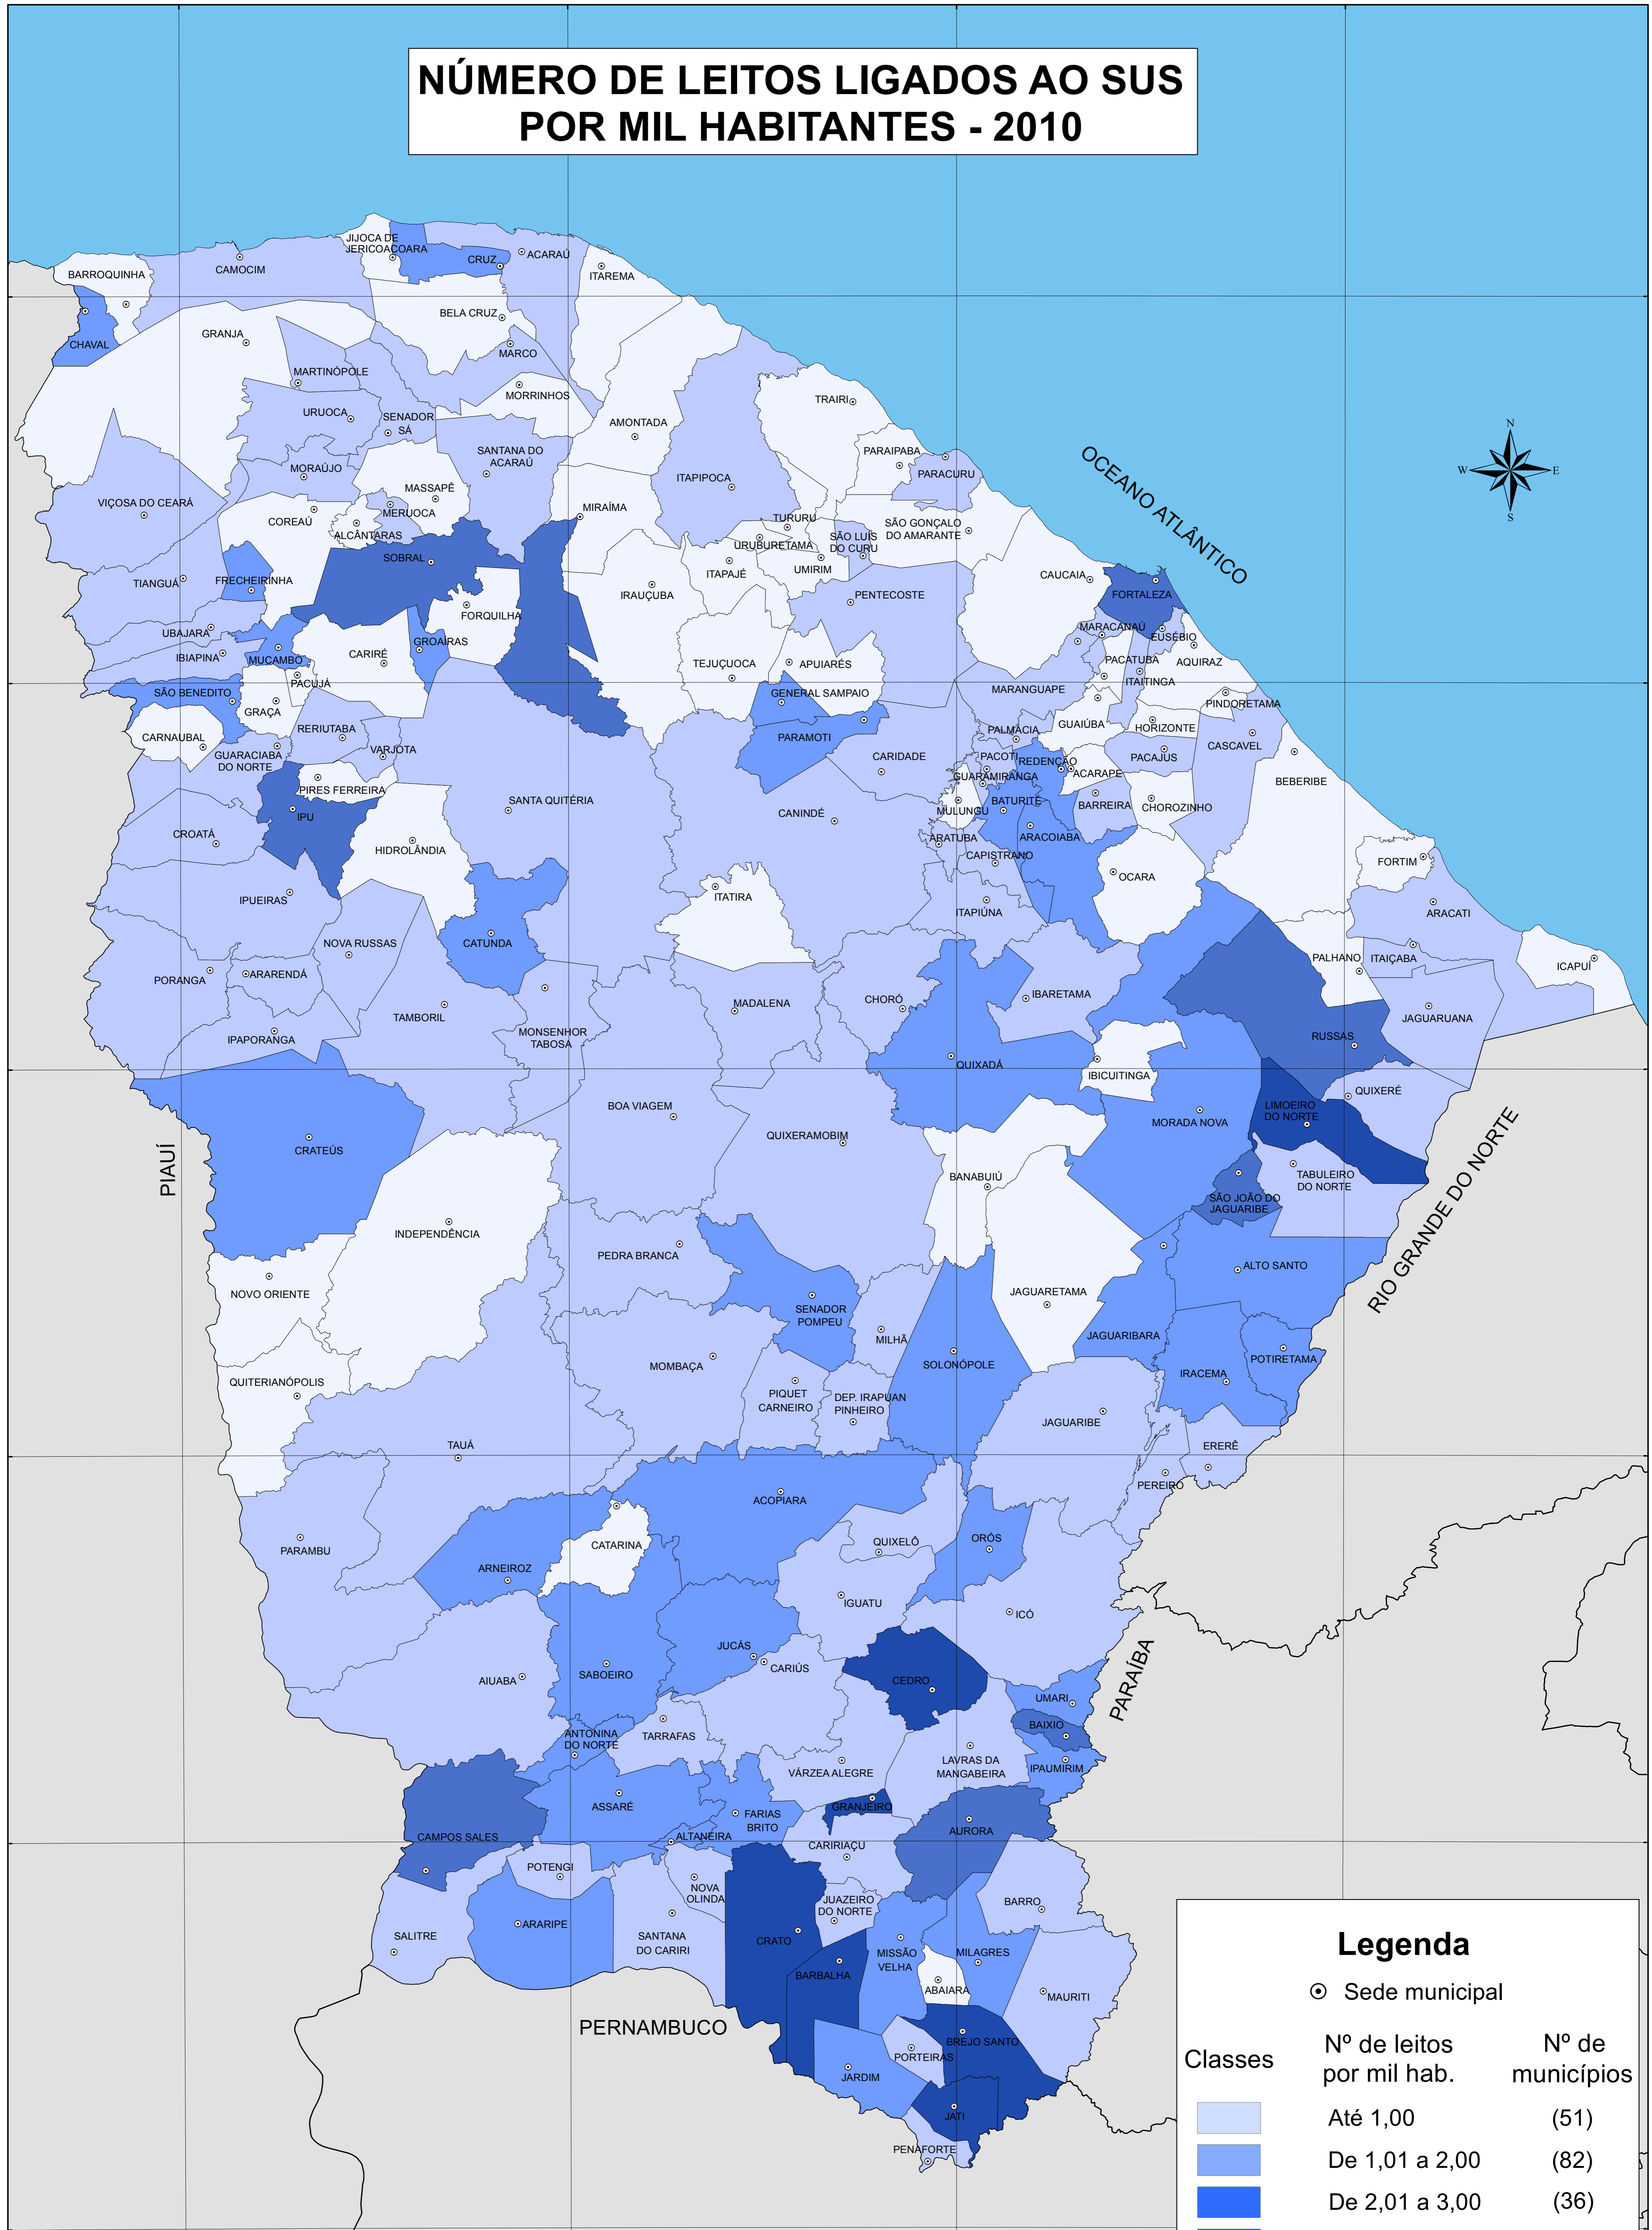 NÚMERO DE LEITOS LIGADOS AO SUS
POR MIL HABITANTES - 2010
JIJOCA DE
JERICOACOARA
CRUZ
ACARAÚ
BARROQUINHA
CAMOCIM
ITAREMA
CHAVAL
GRANJA
BELA CRUZ
MARCO
MARTINÓPOLE
MORRINHOS
TRAIRI
URUOCA
SENADOR
SÁ
AMONTADA
N
W
E
S
OCEANO ATLÂNTICO
SANTANA DO
ACARAÚ
PARAIPABA
PARACURU
MORAÚJO
ITAPIPOCA
MASSAPÊ
VIÇOSA DO CEARÁ
MERUOCA
MIRAÍMA
COREAÚ
ALCÂNTARAS
TURURU
SÃO GONÇALO
DO AMARANTE
SÃO LUÍS
DO CURU
URUBURETAMA
SOBRAL
UMIRIM
ITAPAJÉ
CAUCAIA
TIANGUÁ
FRECHEIRINHA
IRAUÇUBA
PENTECOSTE
FORTALEZA
FORQUILHA
UBAJARA
MARACANAÚ
EUSÉBIO
GROAÍRAS
IBIAPINA
MUCAMBO
CARIRÉ
TEJUÇUOCA
APUIARÉS
PACATUBA
AQUIRAZ
PACUJÁ
ITAITINGA
SÃO BENEDITO
GENERAL SAMPAIO
MARANGUAPE
PINDORETAMA
GRAÇA
RERIUTABA
CARNAUBAL
PARAMOTI
GUAIÚBA
HORIZONTE
PALMÁCIA
CASCAVEL
GUARACIABA
DO NORTE
VARJOTA
CARIDADE
PACOTI
REDENÇÃO
PACAJUS
ACARAPE
GUARAMIRANGA
BEBERIBE
PIRES FERREIRA
SANTA QUITÉRIA
MULUNGU
BATURITÉ
BARREIRA
CHOROZINHO
IPU
CANINDÉ
CROATÁ
HIDROLÂNDIA
ARATUBA
ARACOIABA
CAPISTRANO
FORTIM
OCARA
ITATIRA
IPUEIRAS
ITAPIÚNA
ARACATI
NOVA RUSSAS
CATUNDA
PALHANO
ITAIÇABA
ICAPUÍ
PORANGA
ARARENDÁ
MADALENA
CHORÓ
IBARETAMA
TAMBORIL
JAGUARUANA
IPAPORANGA
MONSENHOR
TABOSA
RUSSAS
QUIXADÁ
IBICUITINGA
QUIXERÉ
BOA VIAGEM
LIMOEIRO
DO NORTE
MORADA NOVA
QUIXERAMOBIM
CRATEÚS
PIAUÍ
RIO GRANDE DO NORTE
BANABUIÚ
TABULEIRO
DO NORTE
SÃO JOÃO DO
JAGUARIBE
INDEPENDÊNCIA
PEDRA BRANCA
ALTO SANTO
NOVO ORIENTE
JAGUARETAMA
SENADOR
POMPEU
MILHÃ
JAGUARIBARA
SOLONÓPOLE
POTIRETAMA
MOMBAÇA
IRACEMA
QUITERIANÓPOLIS
PIQUET
CARNEIRO
DEP. IRAPUAN
PINHEIRO
JAGUARIBE
TAUÁ
ERERÊ
PEREIRO
ACOPIARA
ORÓS
QUIXELÔ
CATARINA
PARAMBU
ARNEIROZ
IGUATU
ICÓ
JUCÁS
CARIÚS
SABOEIRO
AIUABA
CEDRO
PARAÍBA
UMARI
BAIXIO
ANTONINA
DO NORTE
TARRAFAS
LAVRAS DA
MANGABEIRA
IPAUMIRIM
VÁRZEA ALEGRE
ASSARÉ
GRANJEIRO
FARIAS
BRITO
AURORA
CAMPOS SALES
ALTANEIRA
CARIRIAÇU
POTENGI
NOVA
OLINDA
JUAZEIRO
DO NORTE
BARRO
ARARIPE
SALITRE
SANTANA
DO CARIRI
CRATO
MISSÃO
VELHA
MILAGRES
BARBALHA
ABAIARA
MAURITI
PERNAMBUCO
BREJO SANTO
PORTEIRAS
JARDIM
JATI
PENAFORTE
Legenda
Sede municipal
Classes
Nº de leitos
por mil hab.
Nº de
municípios
Até 1,00
(51)
De 1,01 a 2,00
(82)
De 2,01 a 3,00
(36)